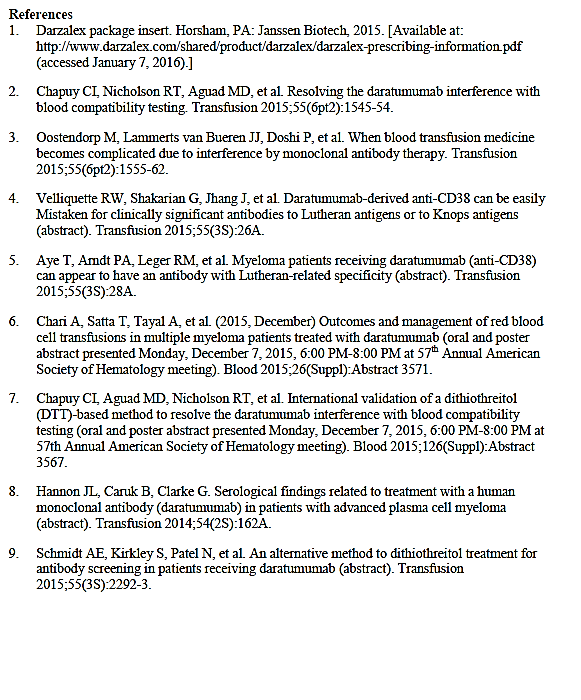 References
1. Darzalex package insert. Horsham, PA: Janssen Biotech, 2015. [Available at:
http://www.darzalex.com/shared/product/darzalex/darzalex-prescribing-information.pdf
(accessed January 7, 2016).]
2. Chapuy CI, Nicholson RT, Aguad MD, et al. Resolving the daratumumab interference with
blood compatibility testing. Transfusion 2015;55(6pt2):1545-54.
3. Oostendorp M, Lammerts van Bueren JJ, Doshi P, et al. When blood transfusion medicine
becomes complicated due to interference by monoclonal antibody therapy. Transfusion
2015;55(6pt2):1555-62.
4. Velliquette RW, Shakarian G, Jhang J, et al. Daratumumab-derived anti-CD38 can be easily
Mistaken for clinically significant antibodies to Lutheran antigens or to Knops antigens
(abstract). Transfusion 2015;55(3S):26A.
5. Aye T, Arndt PA, Leger RM, et al. Myeloma patients receiving daratumumab (anti-CD38)
can appear to have an antibody with Lutheran-related specificity (abstract). Transfusion
2015;55(3S):28A.
6. Chari A, Satta T, Tayal A, et al. (2015, December) Outcomes and management of red blood
cell transfusions in multiple myeloma patients treated with daratumumab (oral and poster
abstract presented Monday, December 7, 2015, 6:00 PM-8:00 PM at 57th Annual American
Society of Hematology meeting). Blood 2015;26(Suppl):Abstract 3571.
7. Chapuy CI, Aguad MD, Nicholson RT, et al. International validation of a dithiothreitol
(DTT)-based method to resolve the daratumumab interference with blood compatibility
testing (oral and poster abstract presented Monday, December 7, 2015, 6:00 PM-8:00 PM at
57th Annual American Society of Hematology meeting). Blood 2015;126(Suppl):Abstract
3567.
8. Hannon JL, Caruk B, Clarke G. Serological findings related to treatment with a human
monoclonal antibody (daratumumab) in patients with advanced plasma cell myeloma
(abstract). Transfusion 2014;54(2S):162A.
9. Schmidt AE, Kirkley S, Patel N, et al. An alternative method to dithiothreitol treatment for
antibody screening in patients receiving daratumumab (abstract). Transfusion
2015;55(3S):2292-3.